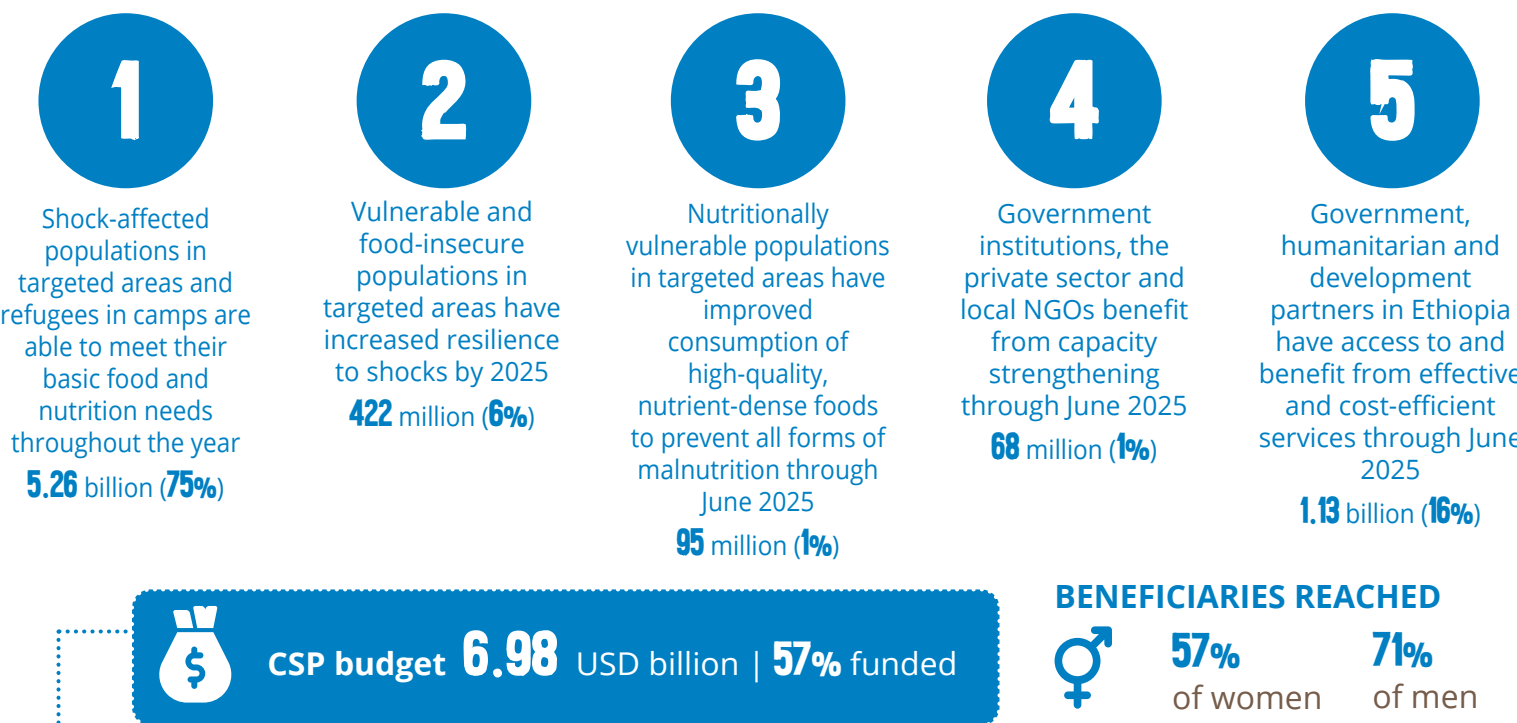 1
Shock-affected
populations in
targeted areas and
refugees in camps are
able to meet their
basic food and
nutrition needs
throughout the year
5.26 billion (75%)
2
Vulnerable and
food-insecure
populations in
targeted areas have
increased resilience
to shocks by 2025
422 million (6%)
3
Nutritionally
vulnerable populations
in targeted areas have
improved
consumption of
high-quality,
nutrient-dense foods
to prevent all forms of
malnutrition through
June 2025
95 million (1%)
4
Government
institutions, the
private sector and
local NGOs benefit
from capacity
strengthening
through June 2025
68 million (1%)
5
Government,
humanitarian and
development
partners in Ethiopia
have access to and
benefit from effective
and cost-efficient
services through June
2025
1.13 billion (16%)
$
CSP budget 6.98 USD billion | 57% funded
BENEFICIARIES REACHED
57%
of women
71%
of men